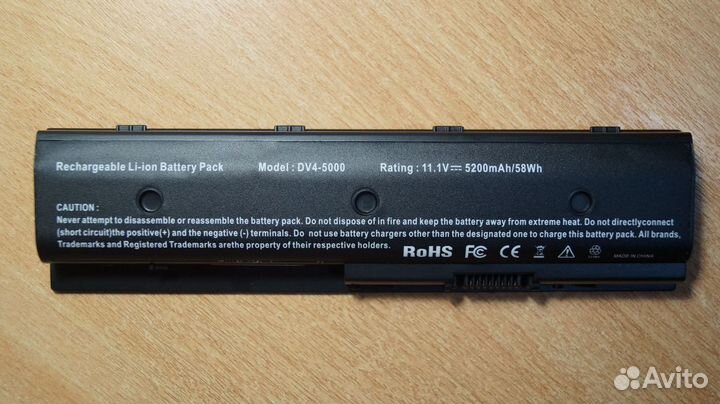 Rechargeable Li-ion Battery Pack Model : DV4-5000 Rating : 11.1V⎓ 5200mAh/58Wh
CAUTION :
Never attempt to disassemble or reassemble the battery pack. Do not dispose of in fire and keep the battery away from extreme heat. Do not directlyconnect
(short circuit)the positive(+) and the negative (-) terminals. Do not use battery chargers other than the designated one to charge this battery pack.All brands,
Trademarks and Registered Trademarks arethe property of their respective holders.
RoHS FC CE
MADE IN CHINA
Avito